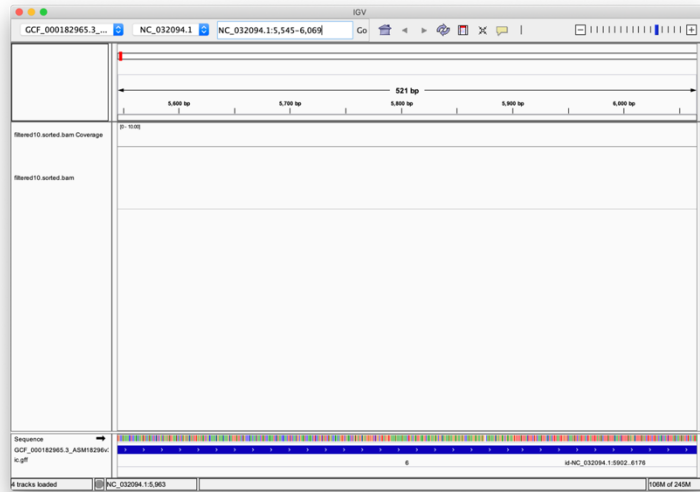 IGV
GCF_000182965.3_... NC_032094.1 NC_032094.1:5,545-6,069 Go
521 bp
5,600 bp 5,700 bp 5,800 bp 5,900 bp 6,000 bp
filtered10.sorted.bam Coverage
[0 - 10.00]
filtered10.sorted.bam
Sequence
GCF_000182965.3_ASM18296v:
ic.gff
6 id-NC_032094.1:5902..6176
4 tracks loaded NC_032094.1:5,963 106M of 245M